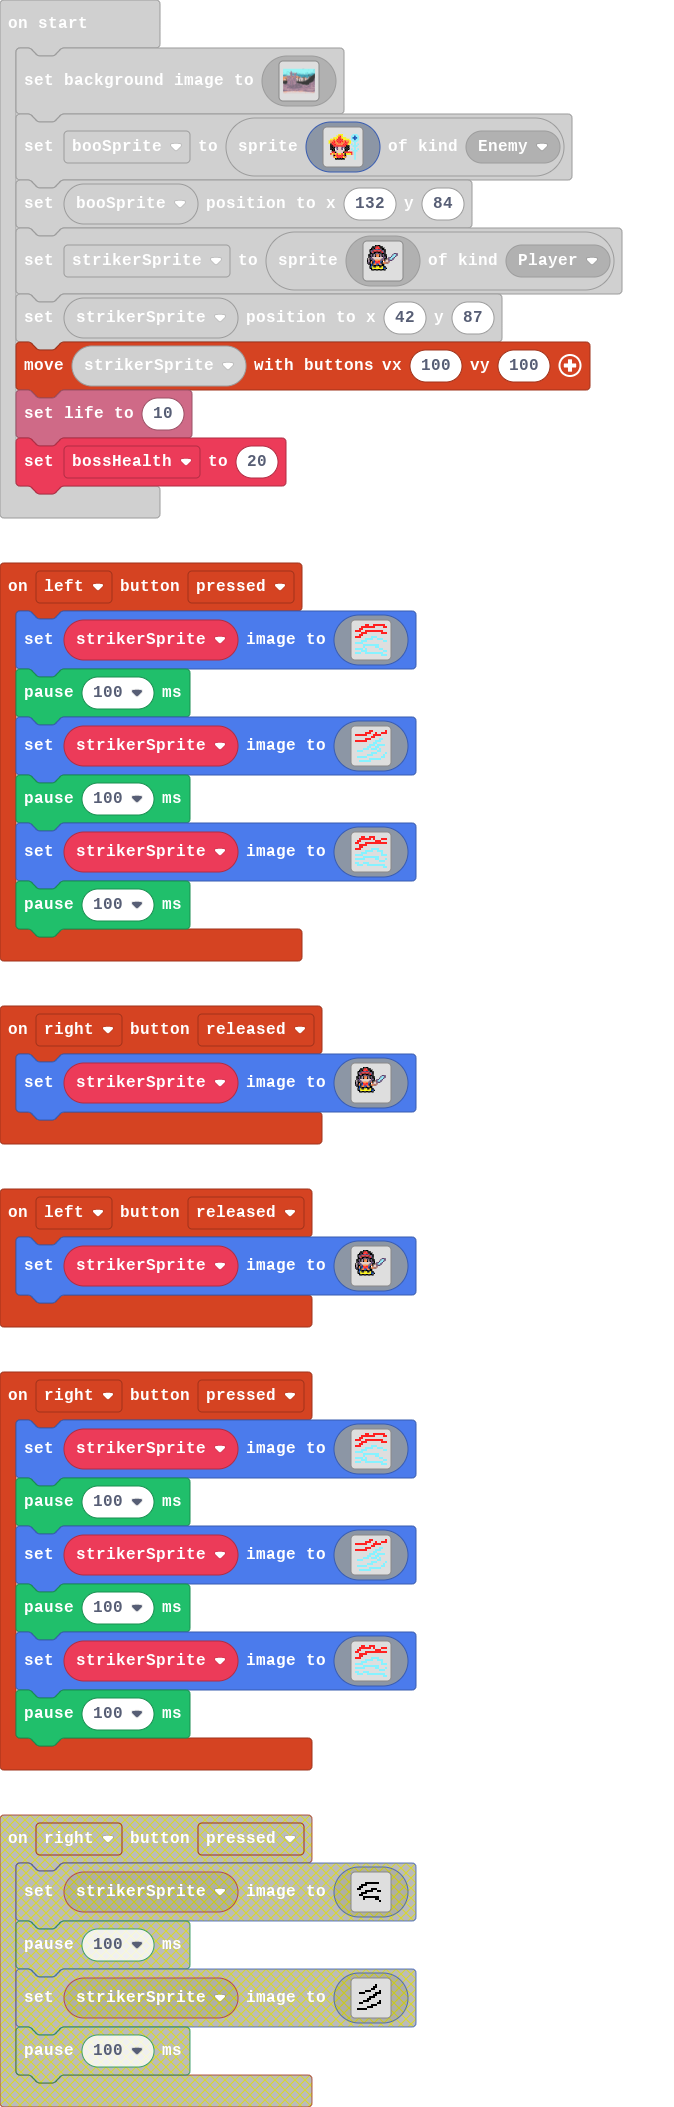 on start
set background image to
set booSprite to sprite of kind Enemy
set booSprite position to x 132 y 84
set strikerSprite to sprite of kind Player
set strikerSprite position to x 42 y 87
move strikerSprite with buttons vx 100 vy 100
set life to 10
set bossHealth to 20
on left button pressed
set strikerSprite image to
pause 100 ms
set strikerSprite image to
pause 100 ms
set strikerSprite image to
pause 100 ms
on right button released
set strikerSprite image to
on left button released
set strikerSprite image to
on right button pressed
set strikerSprite image to
pause 100 ms
set strikerSprite image to
pause 100 ms
set strikerSprite image to
pause 100 ms
on right button pressed
set strikerSprite image to
pause 100 ms
set strikerSprite image to
pause 100 ms